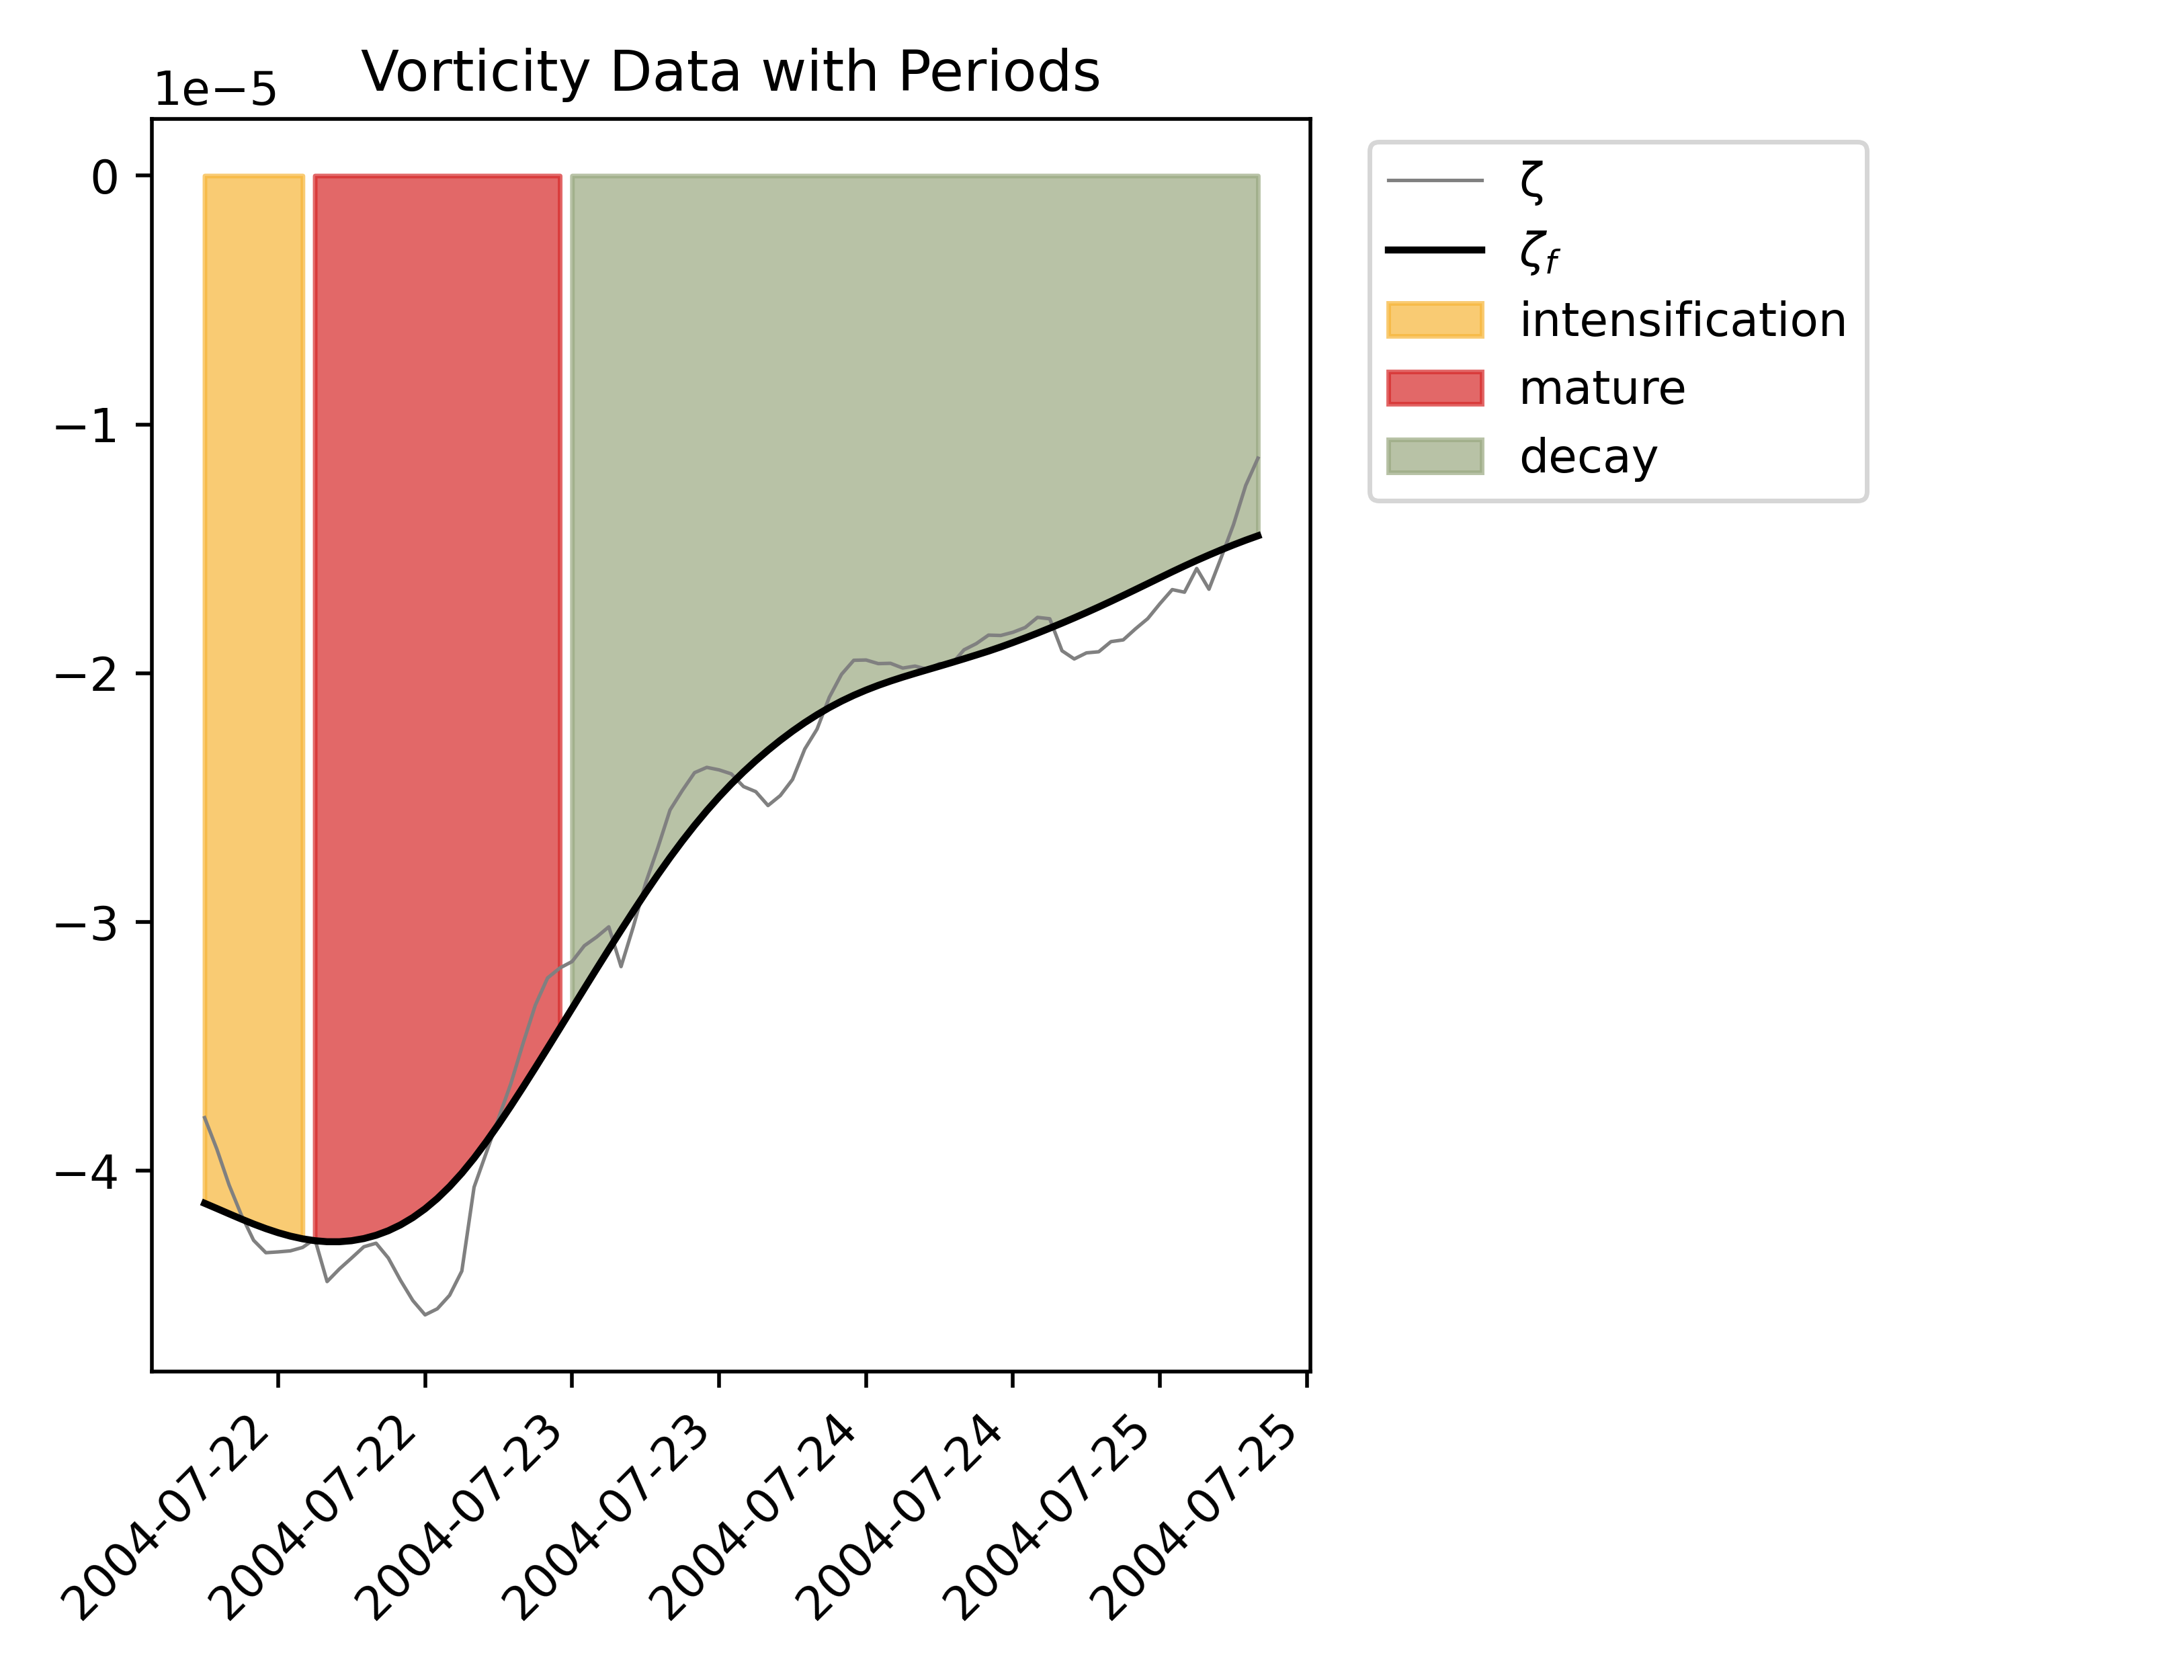 Vorticity Data with Periods
1e−5
0
−1
−2
−3
−4
2004-07-22
2004-07-22
2004-07-23
2004-07-23
2004-07-24
2004-07-24
2004-07-25
2004-07-25
ζ
ζf
intensification
mature
decay